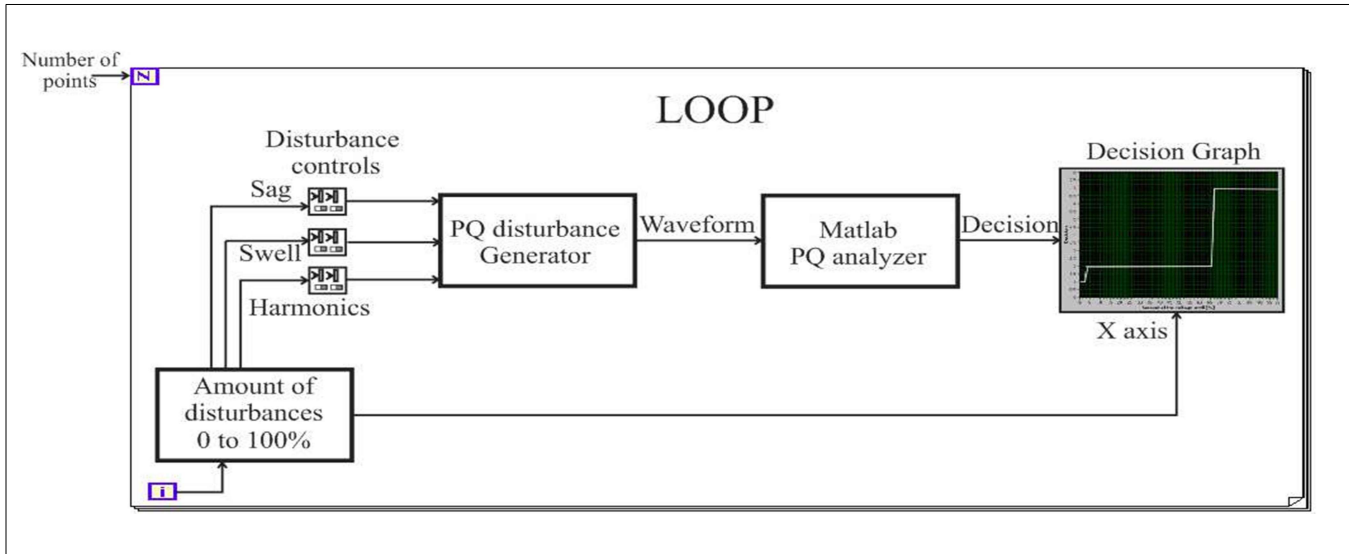 Number of
points
N
LOOP
Disturbance
controls
Sag
Swell
Harmonics
PQ disturbance
Generator
Waveform
Matlab
PQ analyzer
Decision
Decision Graph
X axis
Amount of
disturbances
0 to 100%
i